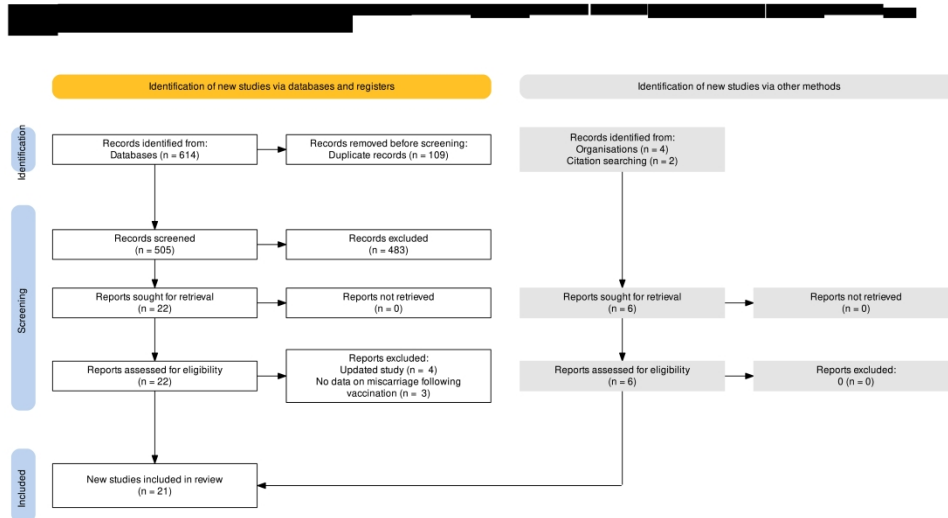 Identification of new studies via databases and registers
Identification of new studies via other methods
Identification
Records identified from:
Databases (n = 614)
Records removed before screening:
Duplicate records (n = 109)
Records identified from:
Organisations (n = 4)
Citation searching (n = 2)
Screening
Records screened
(n = 505)
Records excluded
(n = 483)
Reports sought for retrieval
(n = 22)
Reports not retrieved
(n = 0)
Reports sought for retrieval
(n = 6)
Reports not retrieved
(n = 0)
Reports assessed for eligibility
(n = 22)
Reports excluded:
Updated study (n = 4)
No data on miscarriage following
vaccination (n = 3)
Reports assessed for eligibility
(n = 6)
Reports excluded:
0 (n = 0)
Included
New studies included in review
(n = 21)